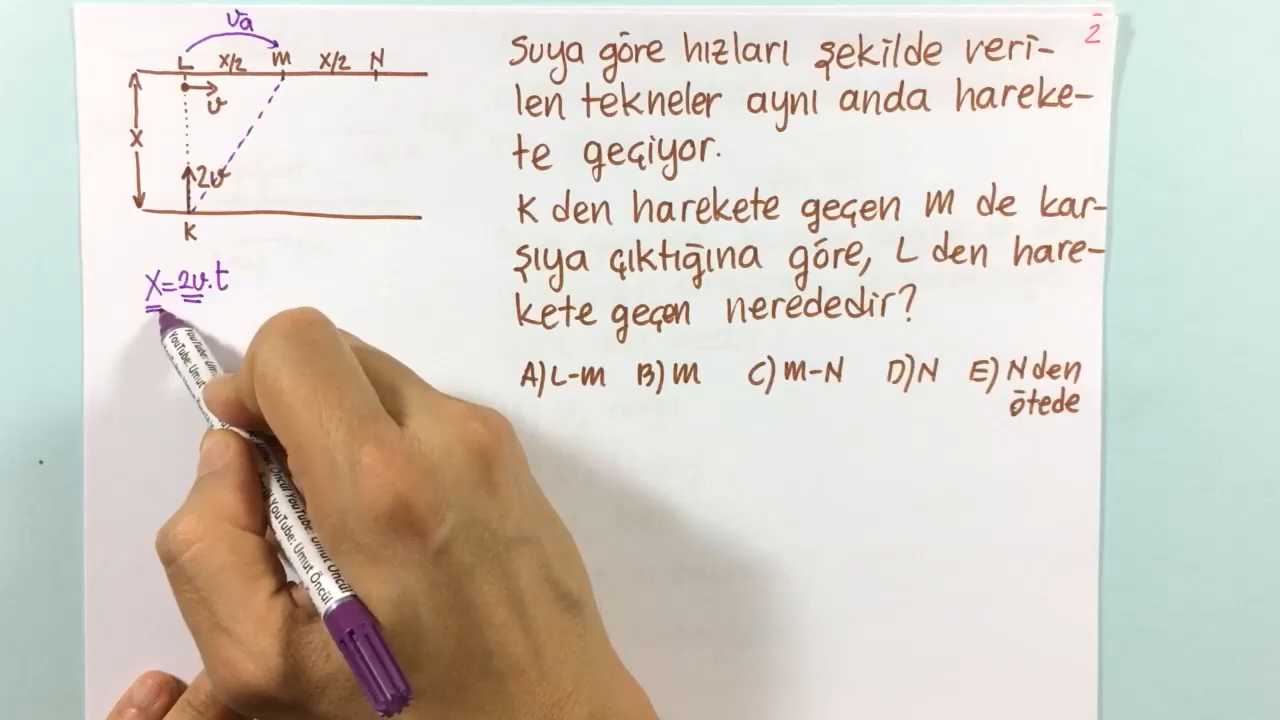 2
Va
L X/2 M X/2 N
v
X
2v
K
X=2v.t
Suya göre hızları şekilde veri-
len tekneler aynı anda hareke-
te geçiyor.
K den harekete geçen M de kar-
şıya çıktığına göre, L den hare-
kete geçen nerededir?
A) L-M B) M C) M-N D) N E) N den
ötede
YouTube: Umut Öncül